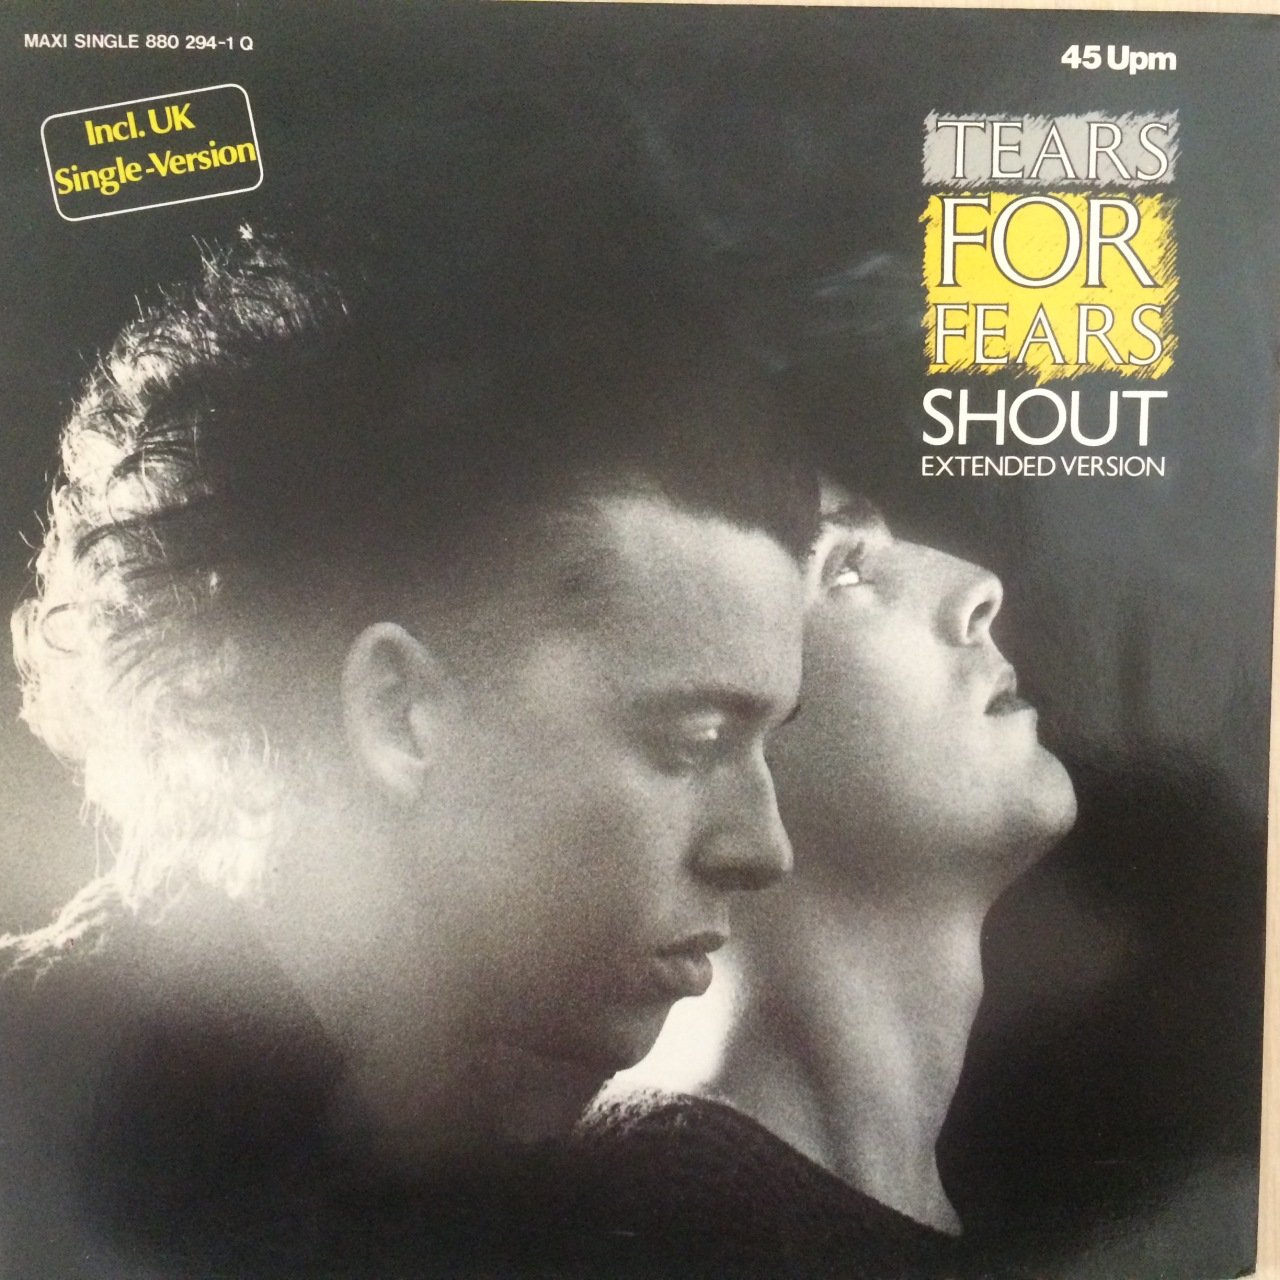 MAXI SINGLE 880 294-1 Q
45 Upm
Incl. UK
Single-Version
TEARS
FOR
FEARS
SHOUT
EXTENDED VERSION